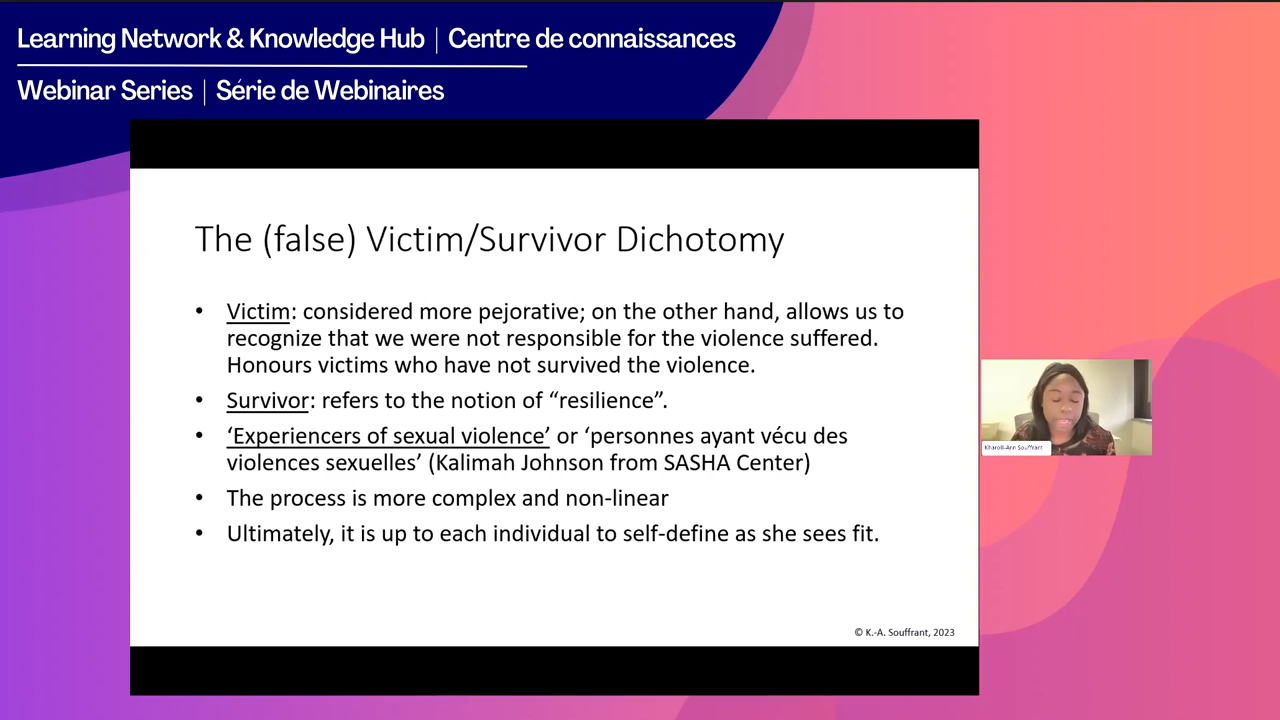 Learning Network & Knowledge Hub | Centre de connaissances
Webinar Series | Série de Webinaires
The (false) Victim/Survivor Dichotomy
• Victim: considered more pejorative; on the other hand, allows us to
recognize that we were not responsible for the violence suffered.
Honours victims who have not survived the violence.
• Survivor: refers to the notion of “resilience”.
• ‘Experiencers of sexual violence’ or ‘personnes ayant vécu des
violences sexuelles’ (Kalimah Johnson from SASHA Center)
• The process is more complex and non-linear
• Ultimately, it is up to each individual to self-define as she sees fit.
© K.-A. Souffrant, 2023
Kharoll-Ann Souffrant